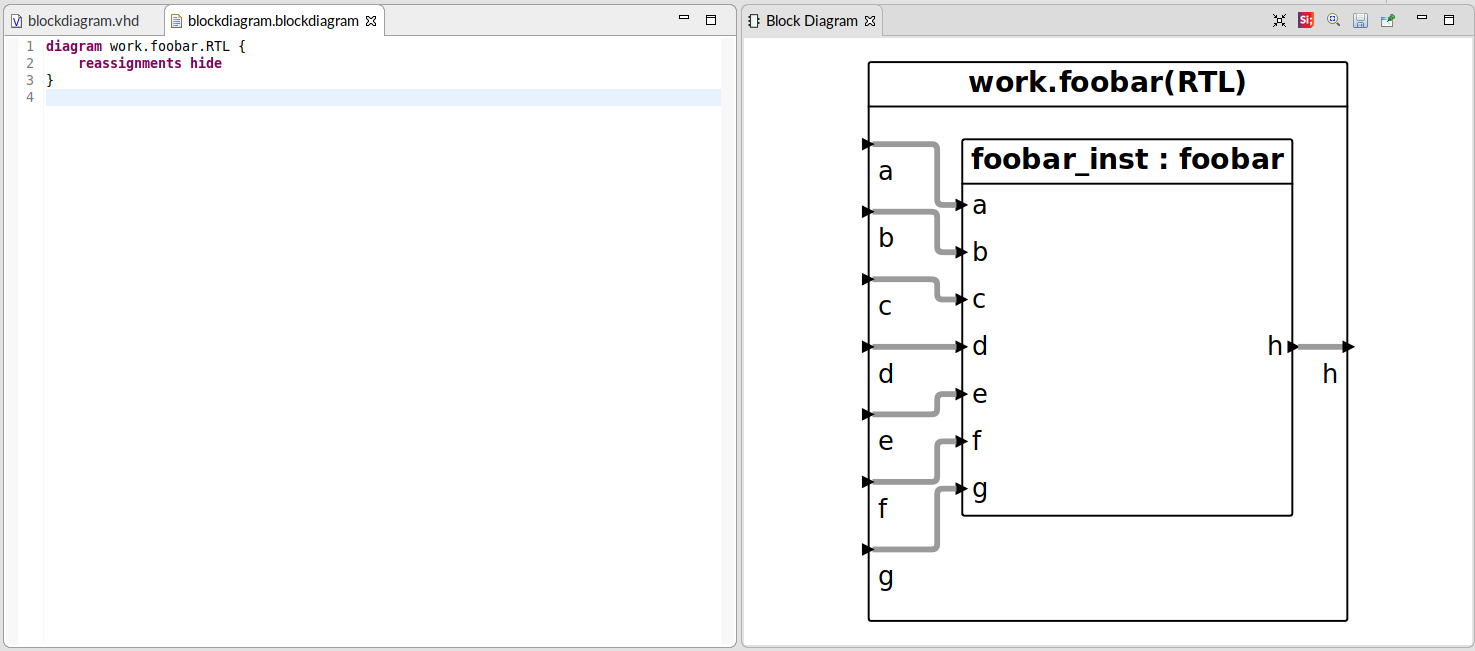 blockdiagram.vhd
blockdiagram.blockdiagram
1 diagram work.foobar.RTL {
2 reassignments hide
3 }
4
Block Diagram
Si
work.foobar(RTL)
foobar_inst : foobar
a
a
b
b
c
c
d
d
h
h
e
e
f
f
g
g